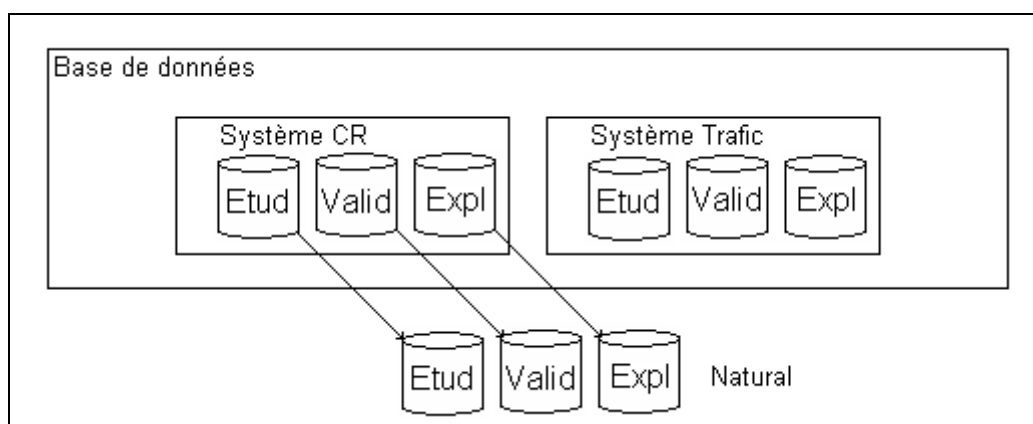 Base de données
Système CR
Système Trafic
Etud Valid Expl
Etud Valid Expl
Etud Valid Expl Natural